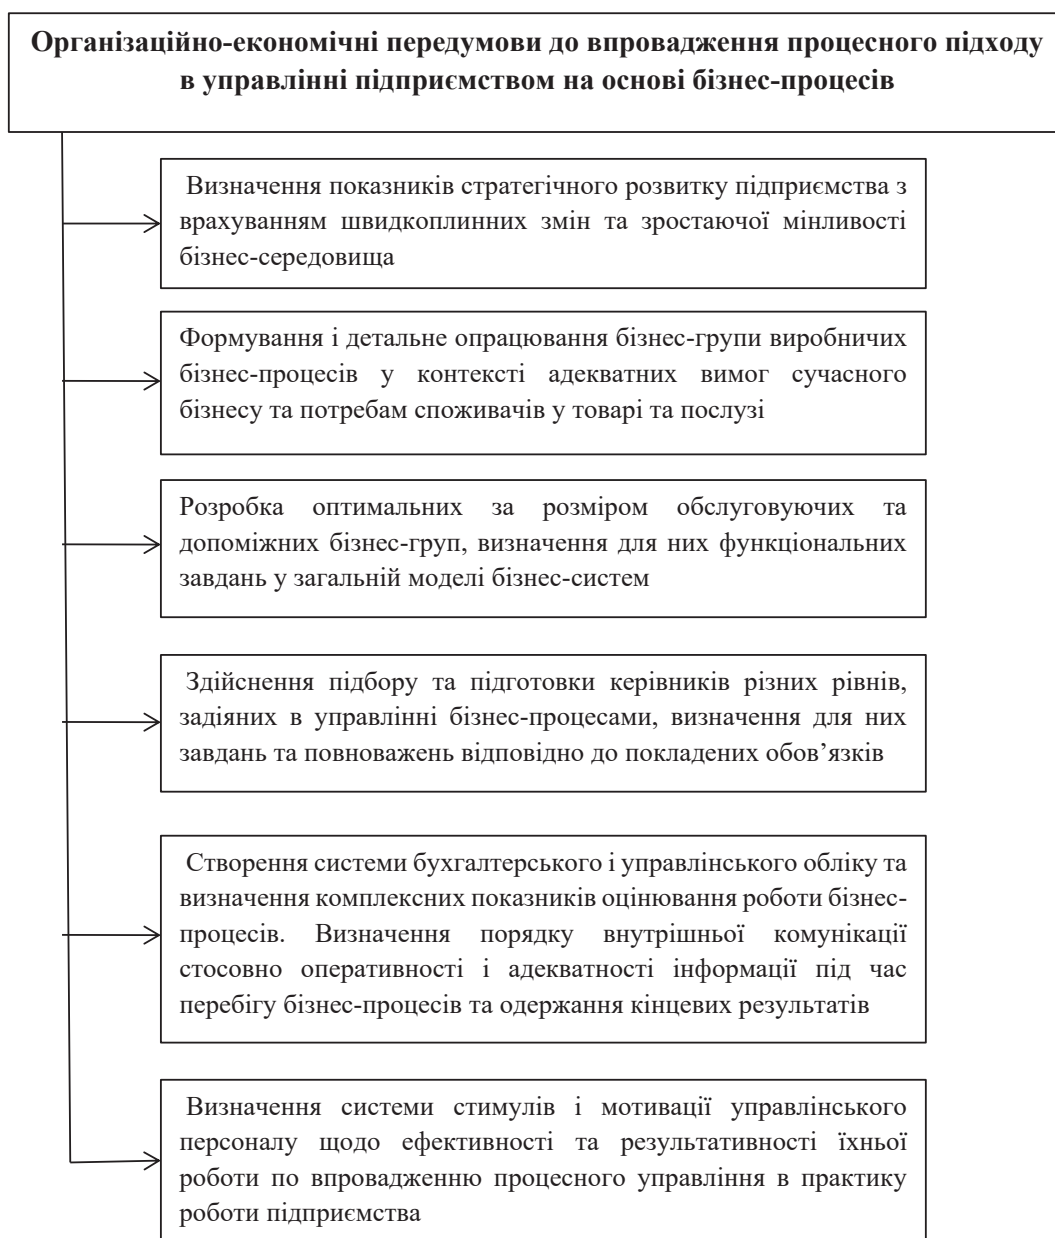 Організаційно-економічні передумови до впровадження процесного підходу
в управлінні підприємством на основі бізнес-процесів
Визначення показників стратегічного розвитку підприємства з
врахуванням швидкоплинних змін та зростаючої мінливості
бізнес-середовища
Формування і детальне опрацювання бізнес-групи виробничих
бізнес-процесів у контексті адекватних вимог сучасного
бізнесу та потребам споживачів у товарі та послузі
Розробка оптимальних за розміром обслуговуючих та
допоміжних бізнес-груп, визначення для них функціональних
завдань у загальній моделі бізнес-систем
Здійснення підбору та підготовки керівників різних рівнів,
задіяних в управлінні бізнес-процесами, визначення для них
завдань та повноважень відповідно до покладених обов’язків
Створення системи бухгалтерського і управлінського обліку та
визначення комплексних показників оцінювання роботи бізнес-
процесів. Визначення порядку внутрішньої комунікації
стосовно оперативності і адекватності інформації під час
перебігу бізнес-процесів та одержання кінцевих результатів
Визначення системи стимулів і мотивації управлінського
персоналу щодо ефективності та результативності їхньої
роботи по впровадженню процесного управління в практику
роботи підприємства